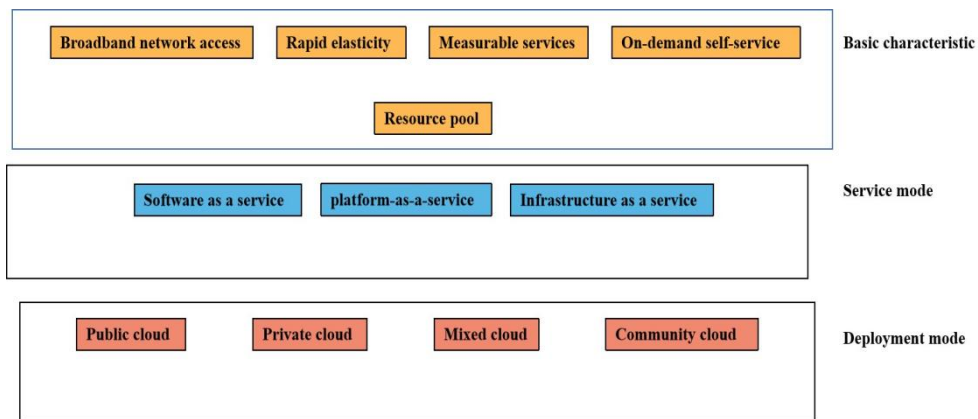 Broadband network access
Rapid elasticity
Measurable services
On-demand self-service
Basic characteristic
Resource pool
Software as a service
platform-as-a-service
Infrastructure as a service
Service mode
Public cloud
Private cloud
Mixed cloud
Community cloud
Deployment mode